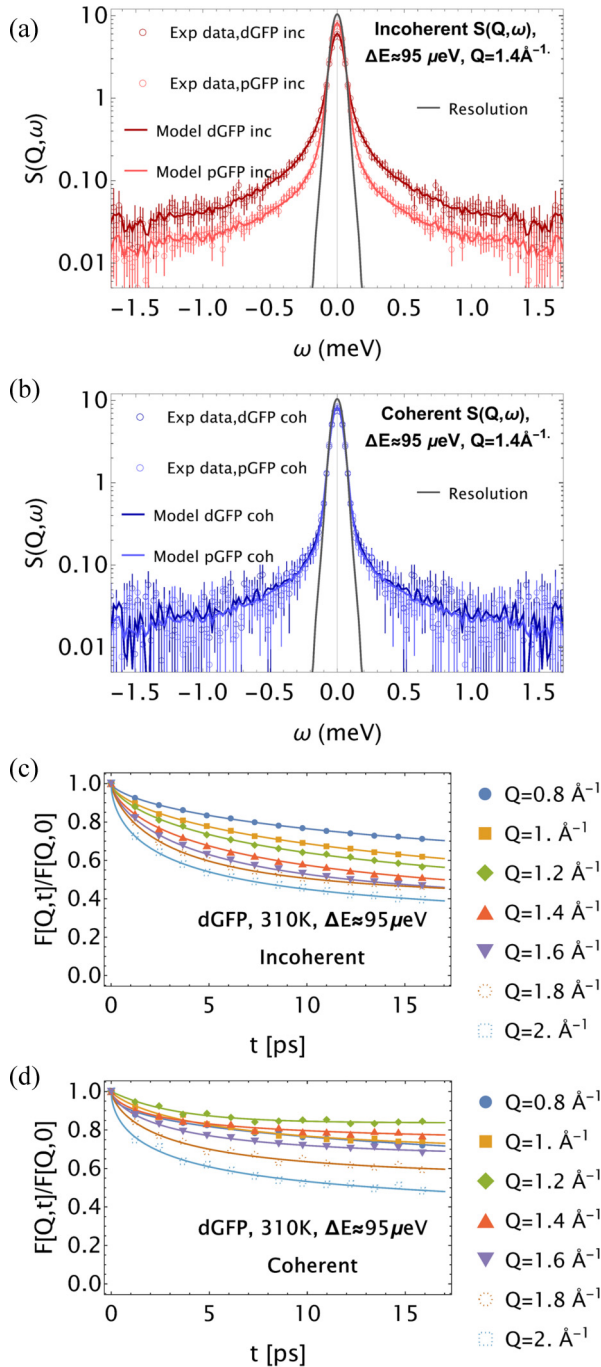 (a)
Exp data,dGFP inc
Exp data,pGFP inc
Model dGFP inc
Model pGFP inc
Incoherent S(Q,ω),
ΔE≈95 μeV, Q=1.4Å⁻¹.
Resolution
S(Q,ω)
10
1
0.10
0.01
−1.5 −1.0 −0.5 0.0 0.5 1.0 1.5
ω (meV)
(b)
Exp data,dGFP coh
Exp data,pGFP coh
Model dGFP coh
Model pGFP coh
Coherent S(Q,ω),
ΔE≈95 μeV, Q=1.4Å⁻¹.
Resolution
S(Q,ω)
10
1
0.10
0.01
−1.5 −1.0 −0.5 0.0 0.5 1.0 1.5
ω (meV)
(c)
F[Q,t]/F[Q,0]
1.0
0.8
0.6
0.4
0.2
0.0
dGFP, 310K, ΔE≈95μeV
Incoherent
0 5 10 15
t [ps]
Q=0.8 Å⁻¹
Q=1. Å⁻¹
Q=1.2 Å⁻¹
Q=1.4 Å⁻¹
Q=1.6 Å⁻¹
Q=1.8 Å⁻¹
Q=2. Å⁻¹
(d)
F[Q,t]/F[Q,0]
1.0
0.8
0.6
0.4
0.2
0.0
dGFP, 310K, ΔE≈95μeV
Coherent
0 5 10 15
t [ps]
Q=0.8 Å⁻¹
Q=1. Å⁻¹
Q=1.2 Å⁻¹
Q=1.4 Å⁻¹
Q=1.6 Å⁻¹
Q=1.8 Å⁻¹
Q=2. Å⁻¹